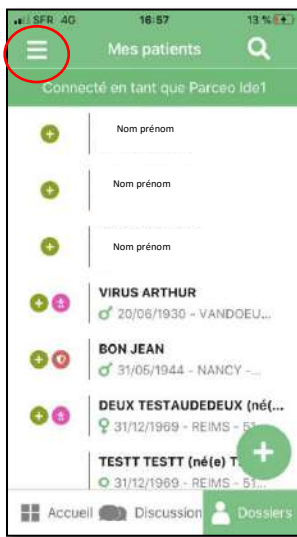 SFR 4G 16:57 13 %
Mes patients
Connecté en tant que Parceo Ide1
Nom prénom
Nom prénom
Nom prénom
VIRUS ARTHUR
20/06/1930 - VANDOEU...
BON JEAN
31/05/1944 - NANCY -...
DEUX TESTAUDEDEUX (né(...
31/12/1969 - REIMS - 51...
TESTT TESTT (né(e) T
31/12/1969 - REIMS - 51...
Accueil Discussion Dossiers